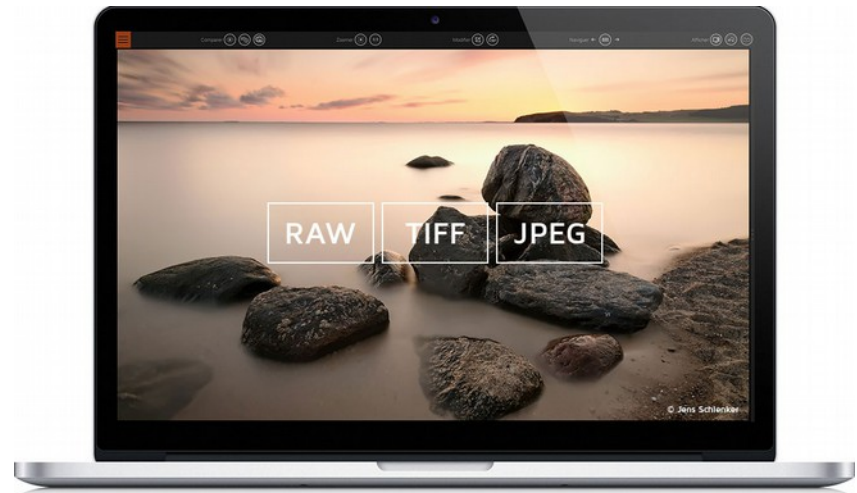 Comparer Zoomer Modifier Naviguer Afficher
RAW TIFF JPEG
© Jens Schlenker